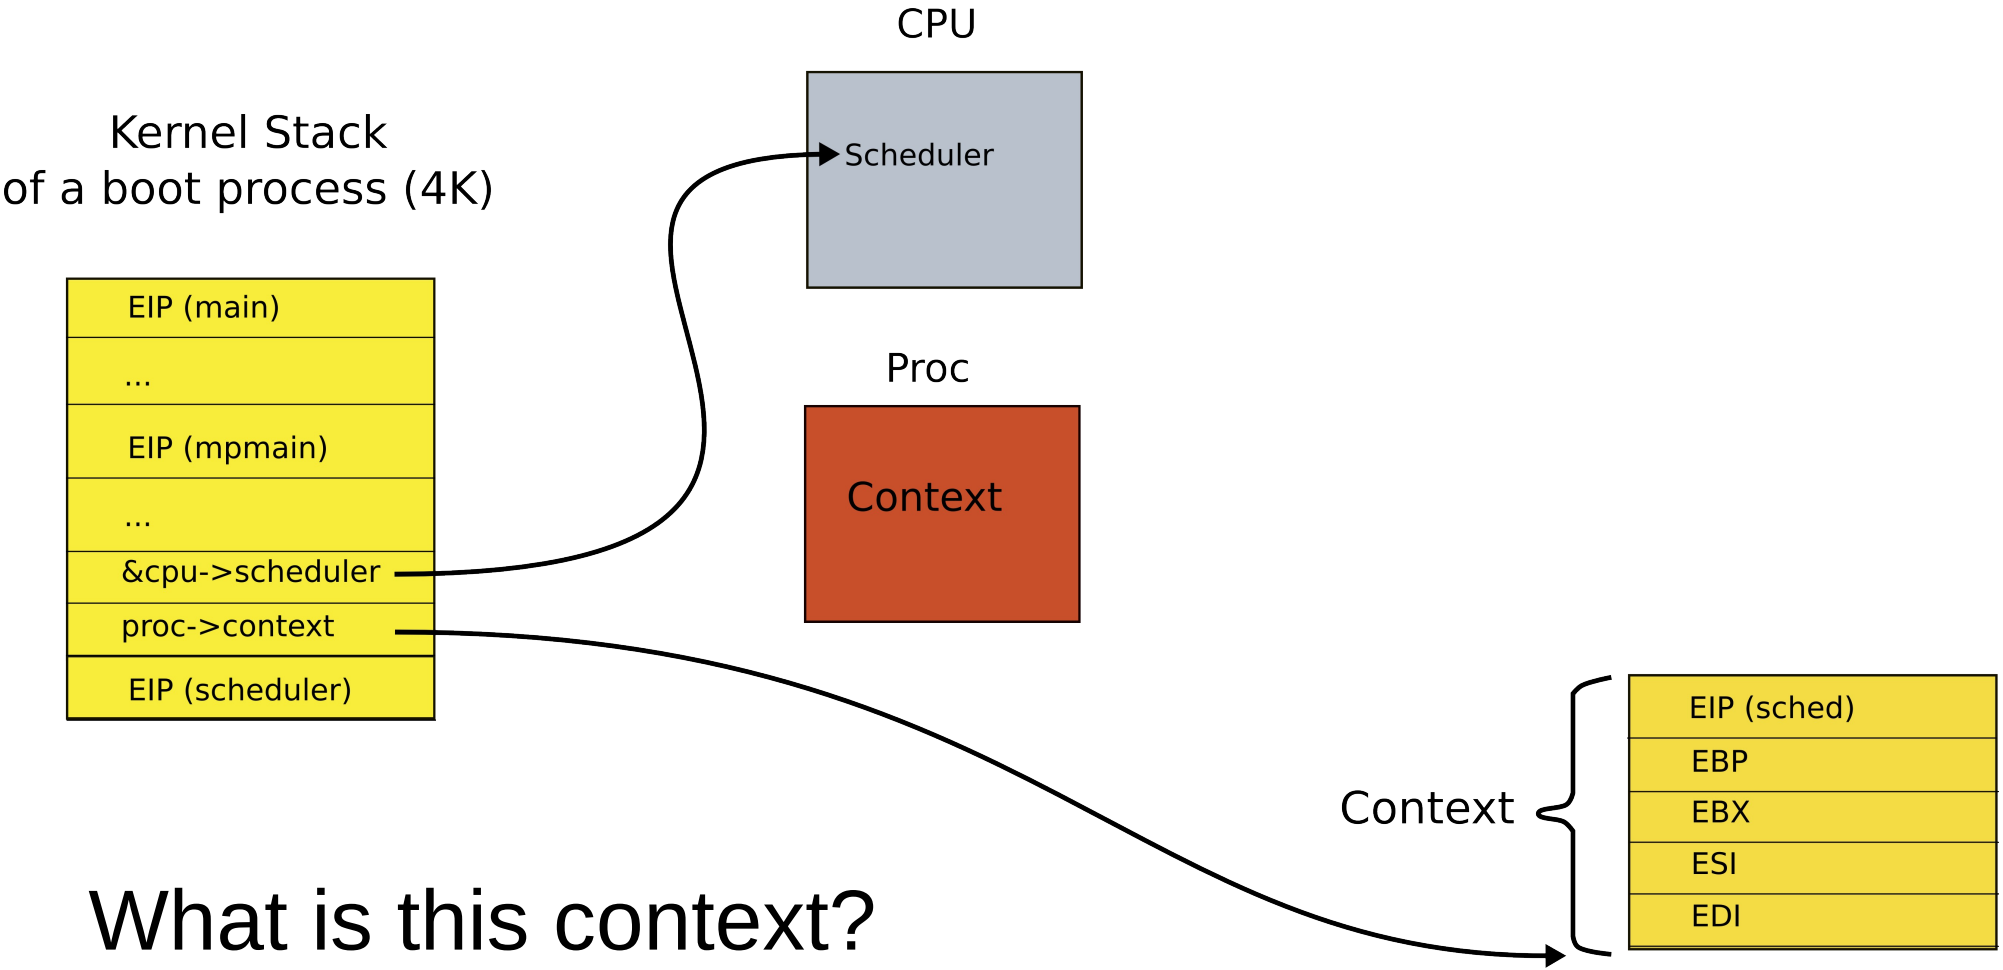 CPU
Scheduler
Kernel Stack
of a boot process (4K)
EIP (main)
...
EIP (mpmain)
...
&cpu->scheduler
proc->context
EIP (scheduler)
Proc
Context
Context
EIP (sched)
EBP
EBX
ESI
EDI
What is this context?